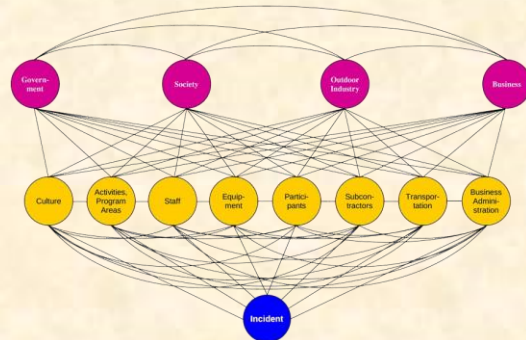 Govern-
ment
Society
Outdoor
Industry
Business
Culture
Activities,
Program
Areas
Staff
Equip-
ment
Partici-
pants
Subcon-
tractors
Transpor-
tation
Business
Admini-
stration
Incident